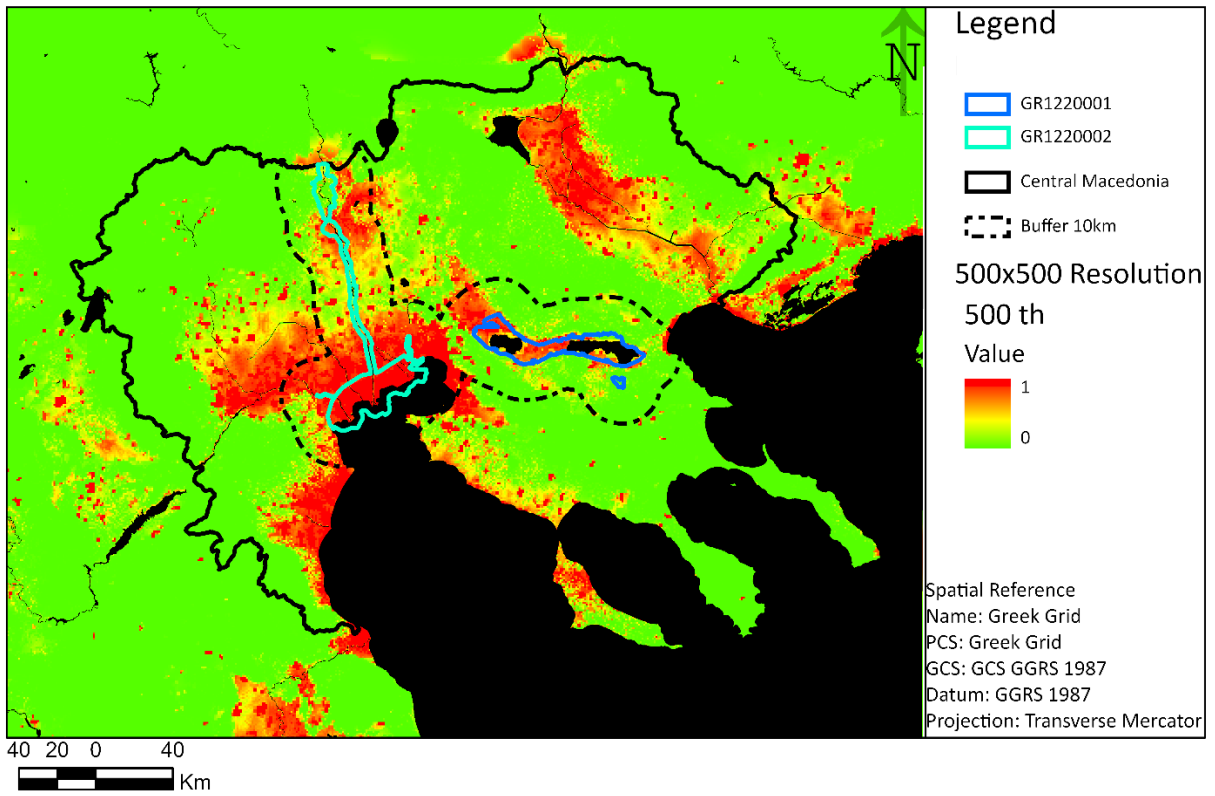 Legend
N
GR1220001
GR1220002
Central Macedonia
Buffer 10km
500x500 Resolution
500 th
Value
1
0
Spatial Reference
Name: Greek Grid
PCS: Greek Grid
GCS: GCS GGRS 1987
Datum: GGRS 1987
Projection: Transverse Mercator
40 20 0 40
Km